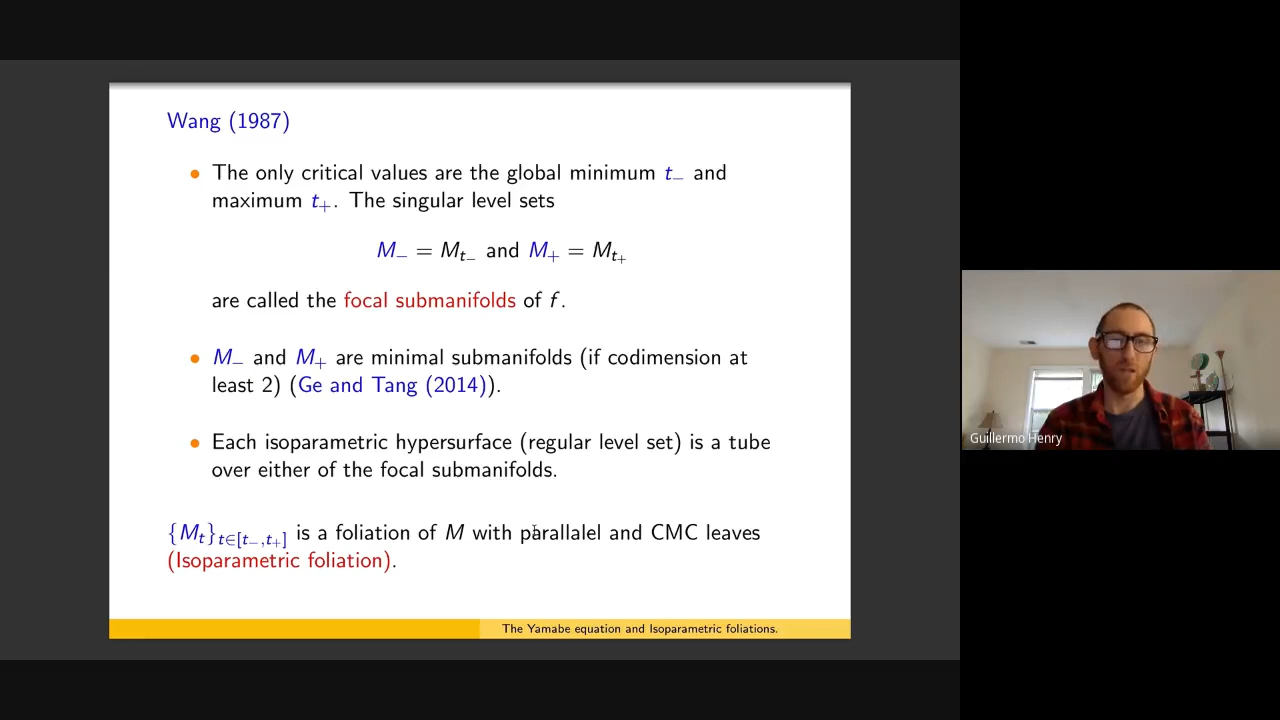 Wang (1987)
• The only critical values are the global minimum t₋ and
maximum t₊. The singular level sets
M₋ = M_{t₋} and M₊ = M_{t₊}
are called the focal submanifolds of f.
• M₋ and M₊ are minimal submanifolds (if codimension at
least 2) (Ge and Tang (2014)).
• Each isoparametric hypersurface (regular level set) is a tube
over either of the focal submanifolds.
{M_t}_{t∈[t₋,t₊]} is a foliation of M with parallalel and CMC leaves
(Isoparametric foliation).
The Yamabe equation and Isoparametric foliations.
Guillermo Henry